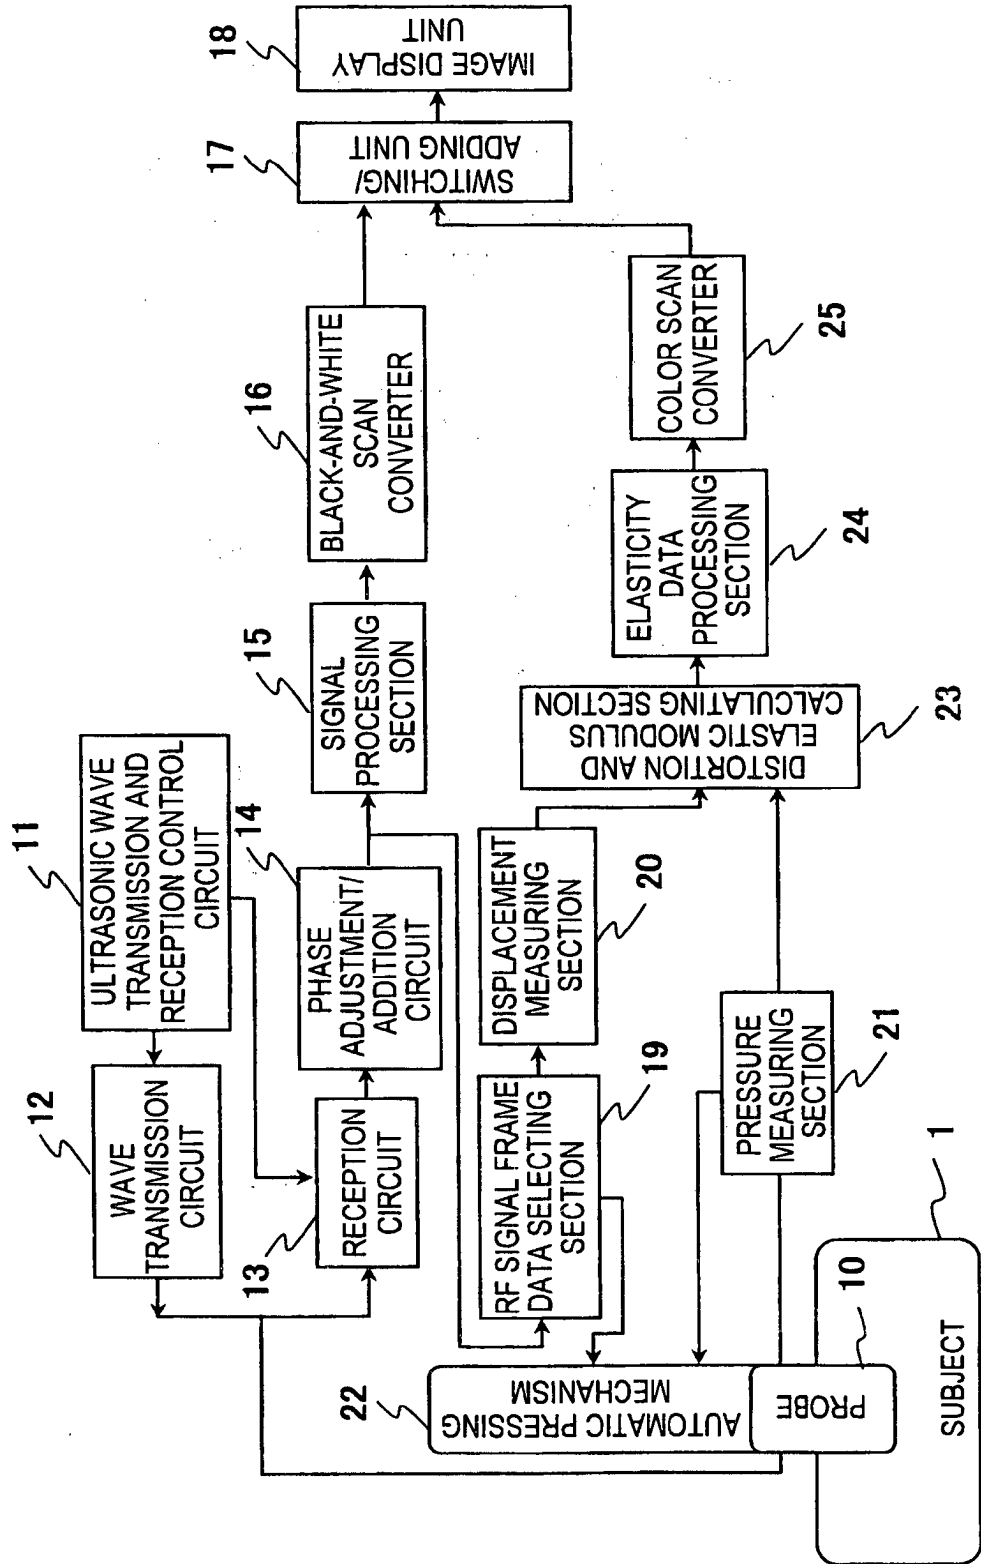 11
ULTRASONIC WAVE
TRANSMISSION AND
RECEPTION CONTROL
CIRCUIT
12
WAVE
TRANSMISSION
CIRCUIT
13
RECEPTION
CIRCUIT
14
PHASE
ADJUSTMENT/
ADDITION
CIRCUIT
15
SIGNAL
PROCESSING
SECTION
16
BLACK-AND-WHITE
SCAN
CONVERTER
17
SWITCHING/
ADDING UNIT
18
IMAGE DISPLAY
UNIT
RF SIGNAL FRAME
DATA SELECTING
SECTION
19
DISPLACEMENT
MEASURING
SECTION
20
PRESSURE
MEASURING
SECTION
21
22
AUTOMATIC PRESSING
MECHANISM
DISTORTION AND
ELASTIC MODULUS
CALCULATING SECTION
23
ELASTICITY
DATA
PROCESSING
SECTION
24
COLOR SCAN
CONVERTER
25
PROBE
10
SUBJECT
1